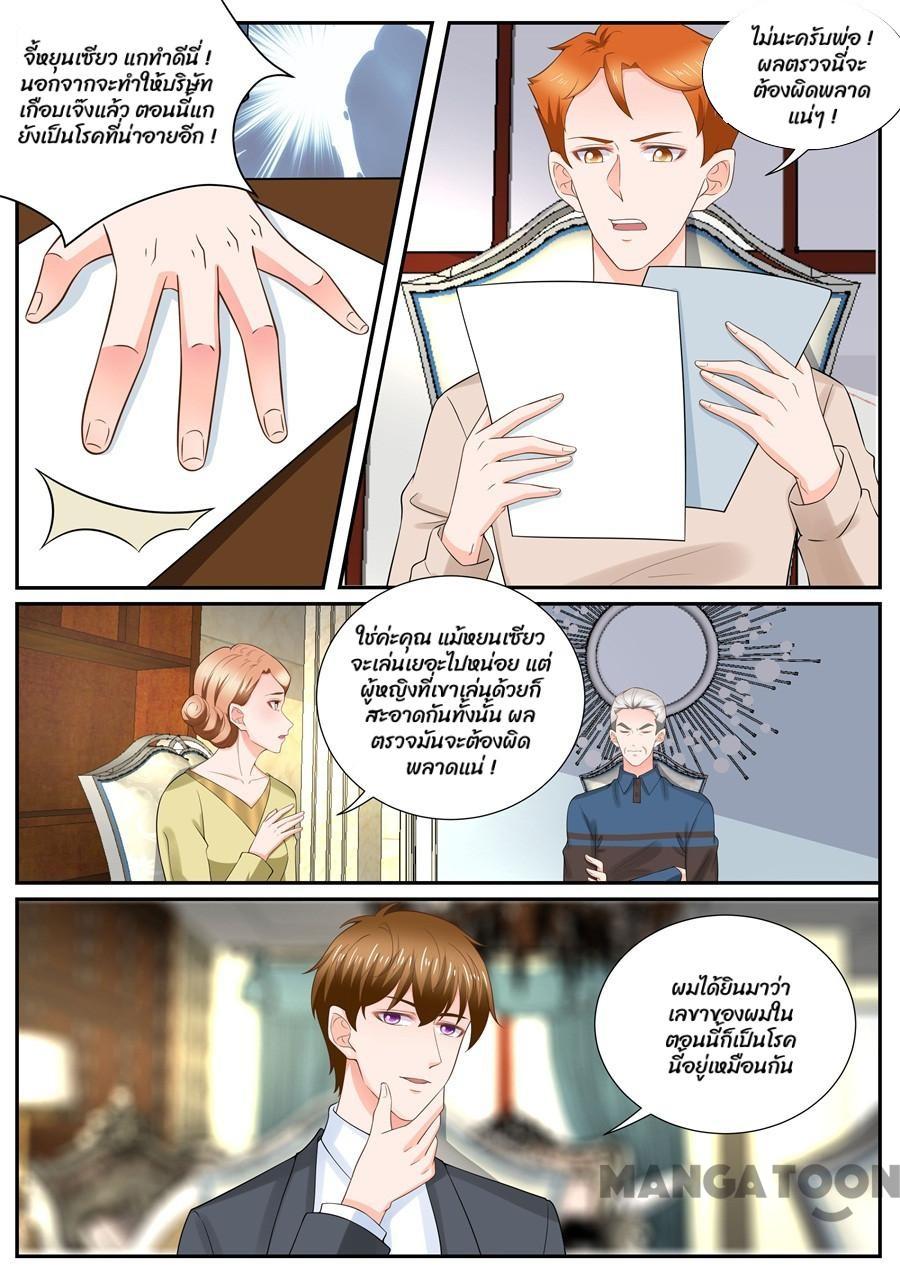 จี้หยุนเซียว แกทำดีนี่ !
นอกจากจะทำให้บริษัท
เกือบเจ๊งแล้ว ตอนนี้แก
ยังเป็นโรคที่น่าอายอีก !
ไม่นะครับพ่อ !
ผลตรวจนี่จะ
ต้องผิดพลาด
แน่ๆ !
ใช่ค่ะคุณ แม้หยนเซียว
จะเล่นเยอะไปหน่อย แต่
ผู้หญิงที่เขาเล่นด้วยก็
สะอาดกันทั้งนั้น ผล
ตรวจมันจะต้องผิด
พลาดแน่ !
ผมได้ยินมาว่า
เลขาของผมใน
ตอนนี้ก็เป็นโรค
นี้อยู่เหมือนกัน
MANGATOON